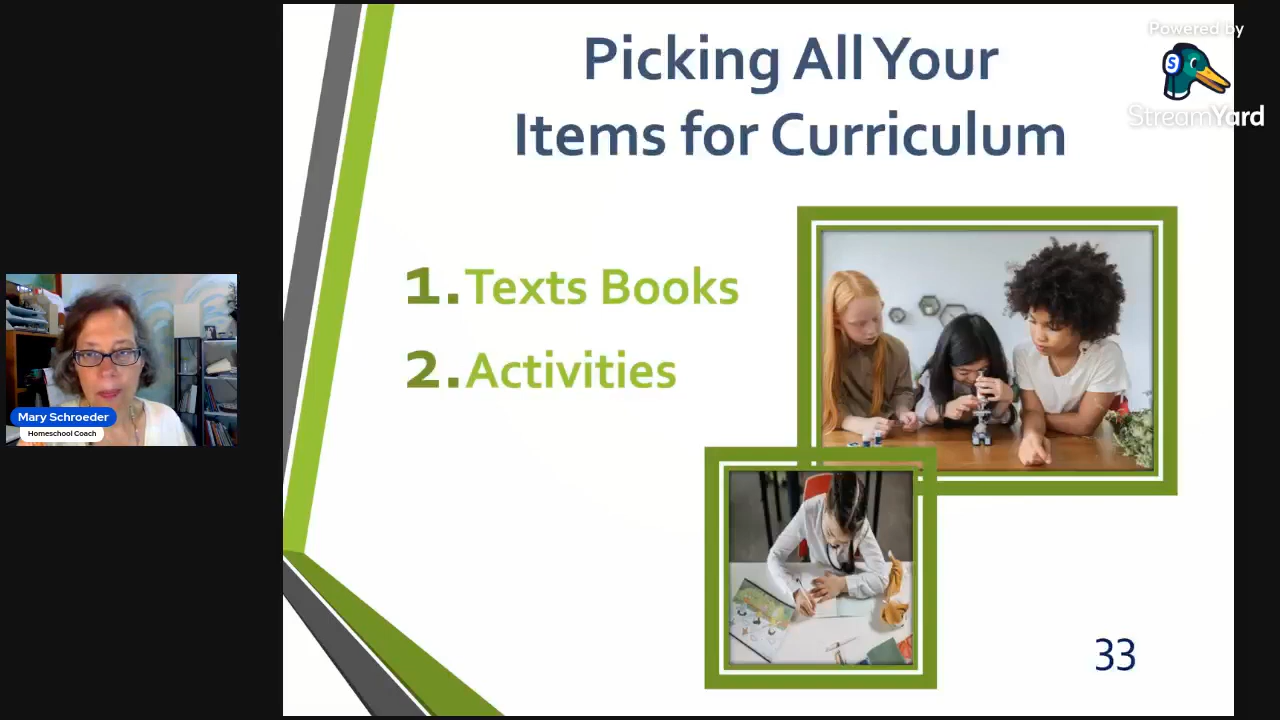 Picking All Your
Items for Curriculum
1. Texts Books
2. Activities
33
Mary Schroeder
Homeschool Coach
Powered by
S
StreamYard